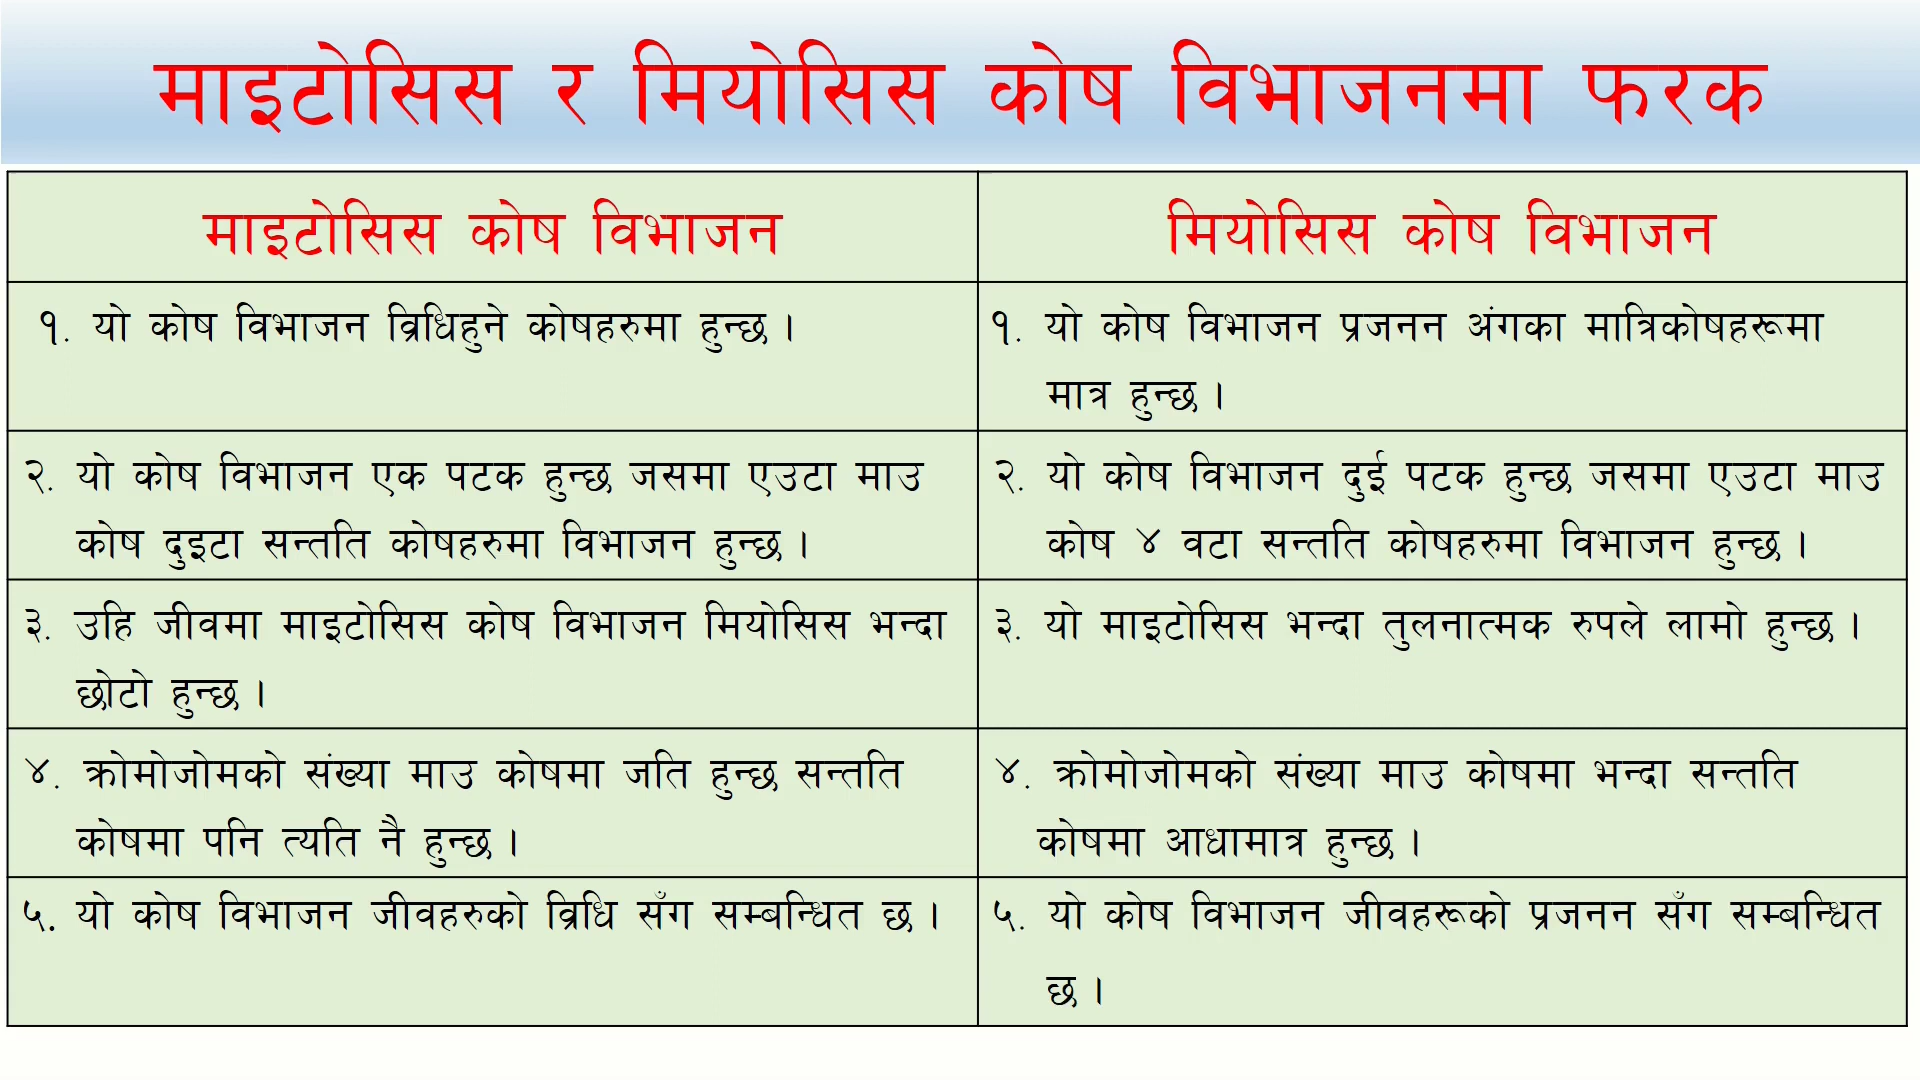 माइटोसिस र मियोसिस कोष विभाजनमा फरक
माइटोसिस कोष विभाजन
मियोसिस कोष विभाजन
१. यो कोष विभाजन ब्रिधिहुने कोषहरुमा हुन्छ ।
१. यो कोष विभाजन प्रजनन अंगका मात्रिकोषहरूमा
मात्र हुन्छ ।
२. यो कोष विभाजन एक पटक हुन्छ जसमा एउटा माउ
कोष दुइटा सन्तति कोषहरुमा विभाजन हुन्छ ।
२. यो कोष विभाजन दुई पटक हुन्छ जसमा एउटा माउ
कोष ४ वटा सन्तति कोषहरुमा विभाजन हुन्छ ।
३. उहि जीवमा माइटोसिस कोष विभाजन मियोसिस भन्दा
छोटो हुन्छ ।
३. यो माइटोसिस भन्दा तुलनात्मक रुपले लामो हुन्छ ।
४. क्रोमोजोमको संख्या माउ कोषमा जति हुन्छ सन्तति
कोषमा पनि त्यति नै हुन्छ ।
४. क्रोमोजोमको संख्या माउ कोषमा भन्दा सन्तति
कोषमा आधामात्र हुन्छ ।
५. यो कोष विभाजन जीवहरुको ब्रिधि सँग सम्बन्धित छ ।
५. यो कोष विभाजन जीवहरूको प्रजनन सँग सम्बन्धित
छ ।